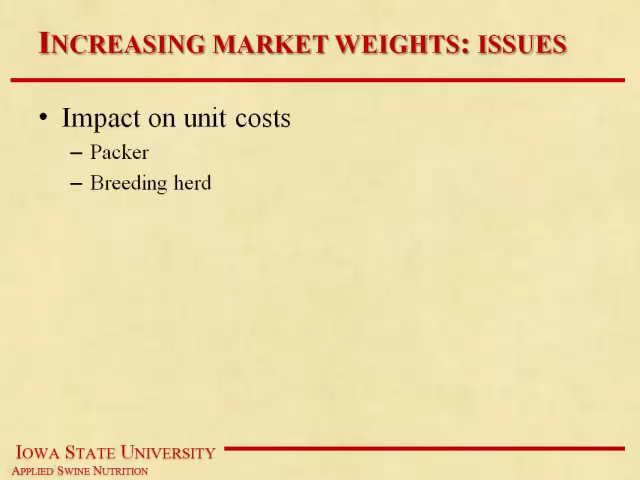 INCREASING MARKET WEIGHTS: ISSUES
• Impact on unit costs
– Packer
– Breeding herd
IOWA STATE UNIVERSITY
APPLIED SWINE NUTRITION